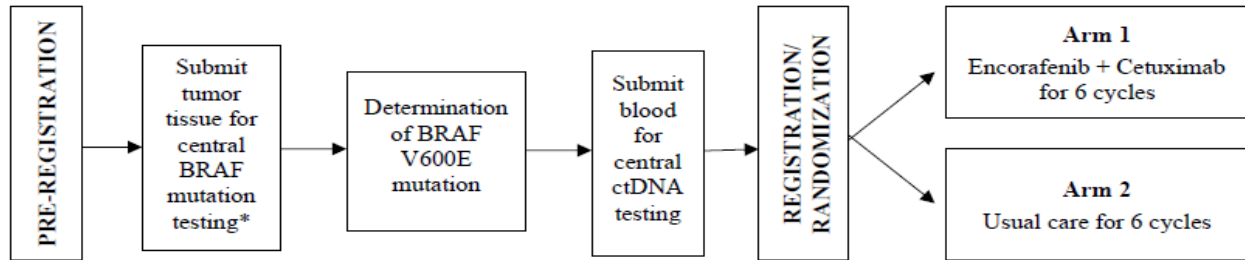 PRE-REGISTRATION
Submit
tumor
tissue for
central
BRAF
mutation
testing*
Determination
of BRAF
V600E
mutation
Submit
blood
for
central
ctDNA
testing
REGISTRATION/
RANDOMIZATION
Arm 1
Encorafenib + Cetuximab
for 6 cycles
Arm 2
Usual care for 6 cycles